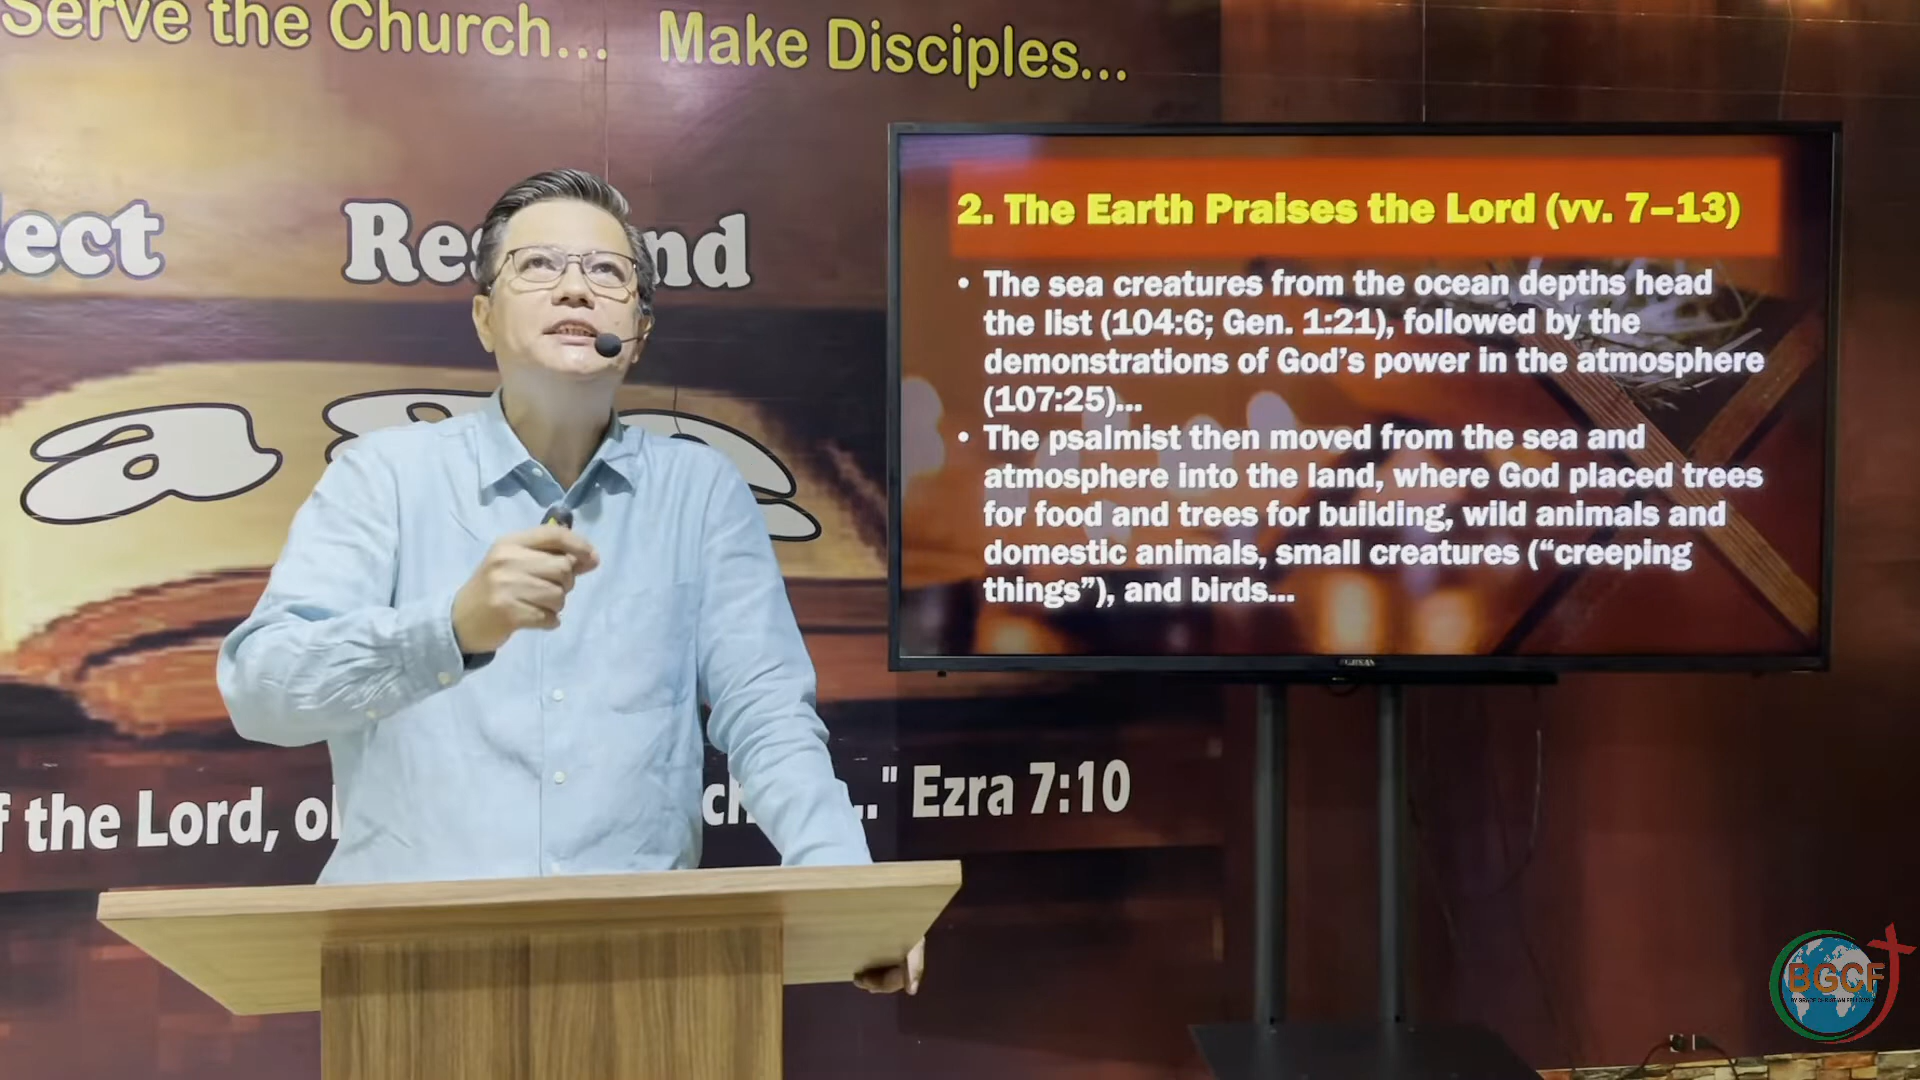 Serve the Church... Make Disciples...
lect Res nd
2. The Earth Praises the Lord (vv. 7–13)
• The sea creatures from the ocean depths head
the list (104:6; Gen. 1:21), followed by the
demonstrations of God’s power in the atmosphere
(107:25)...
• The psalmist then moved from the sea and
atmosphere into the land, where God placed trees
for food and trees for building, wild animals and
domestic animals, small creatures (“creeping
things”), and birds...
f the Lord, ch ..." Ezra 7:10
BGCF